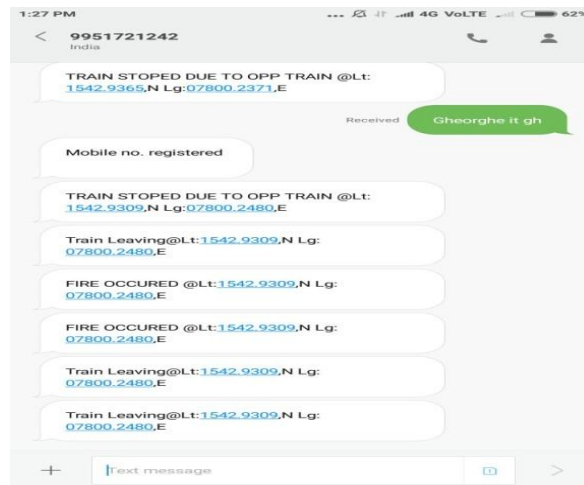 1:27 PM ... 4G VoLTE 62%
< 9951721242
India
TRAIN STOPED DUE TO OPP TRAIN @Lt:
1542.9365,N Lg:07800.2371,E
Received Gheorghe it gh
Mobile no. registered
TRAIN STOPED DUE TO OPP TRAIN @Lt:
1542.9309,N Lg:07800.2480,E
Train Leaving@Lt:1542.9309,N Lg:
07800.2480,E
FIRE OCCURED @Lt:1542.9309,N Lg:
07800.2480,E
FIRE OCCURED @Lt:1542.9309,N Lg:
07800.2480,E
Train Leaving@Lt:1542.9309,N Lg:
07800.2480,E
Train Leaving@Lt:1542.9309,N Lg:
07800.2480,E
+ Text message 1 >